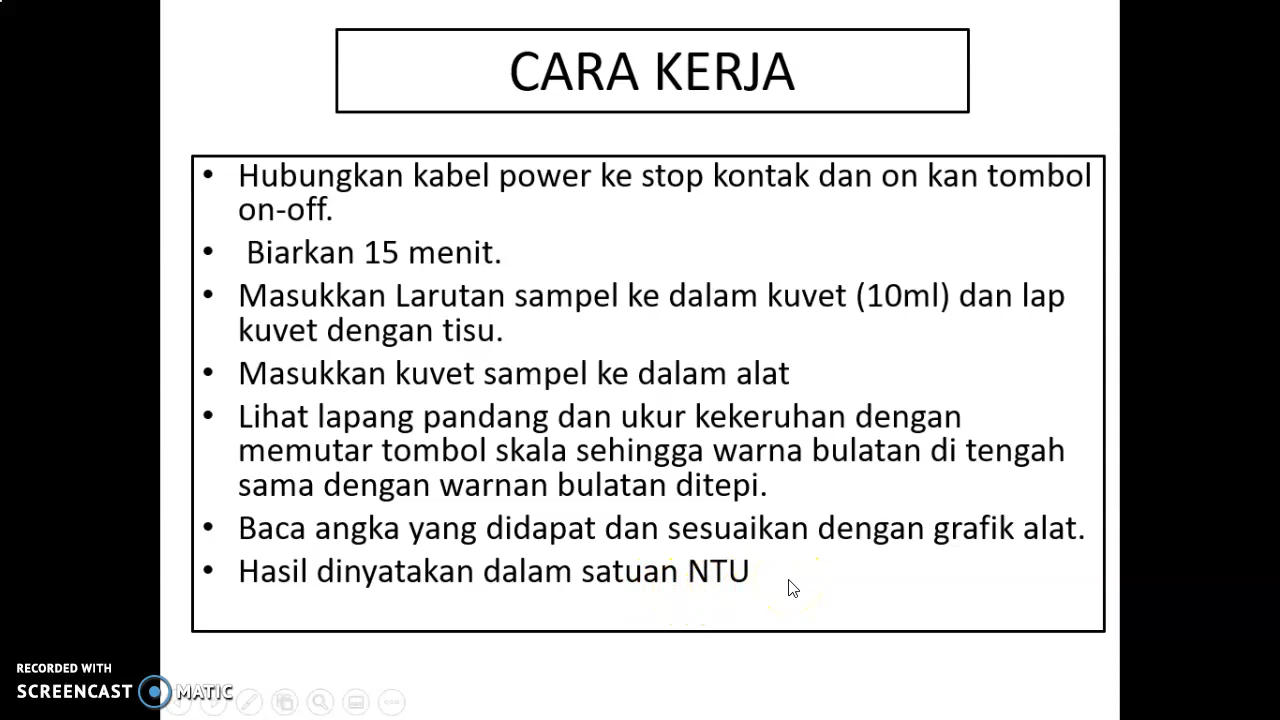 CARA KERJA
• Hubungkan kabel power ke stop kontak dan on kan tombol
on-off.
• Biarkan 15 menit.
• Masukkan Larutan sampel ke dalam kuvet (10ml) dan lap
kuvet dengan tisu.
• Masukkan kuvet sampel ke dalam alat
• Lihat lapang pandang dan ukur kekeruhan dengan
memutar tombol skala sehingga warna bulatan di tengah
sama dengan warnan bulatan ditepi.
• Baca angka yang didapat dan sesuaikan dengan grafik alat.
• Hasil dinyatakan dalam satuan NTU
RECORDED WITH
SCREENCAST MATIC